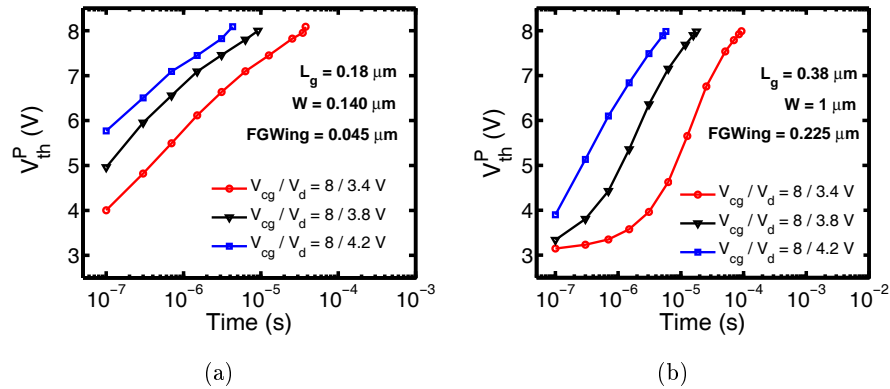 8
7
6
5
4
3
V_th^P (V)
L_g = 0.18 μm
W = 0.140 μm
FGWing = 0.045 μm
V_cg / V_d = 8 / 3.4 V
V_cg / V_d = 8 / 3.8 V
V_cg / V_d = 8 / 4.2 V
10^-7 10^-6 10^-5 10^-4 10^-3
Time (s)
(a)
8
7
6
5
4
3
V_th^P (V)
L_g = 0.38 μm
W = 1 μm
FGWing = 0.225 μm
V_cg / V_d = 8 / 3.4 V
V_cg / V_d = 8 / 3.8 V
V_cg / V_d = 8 / 4.2 V
10^-7 10^-6 10^-5 10^-4 10^-3 10^-2
Time (s)
(b)